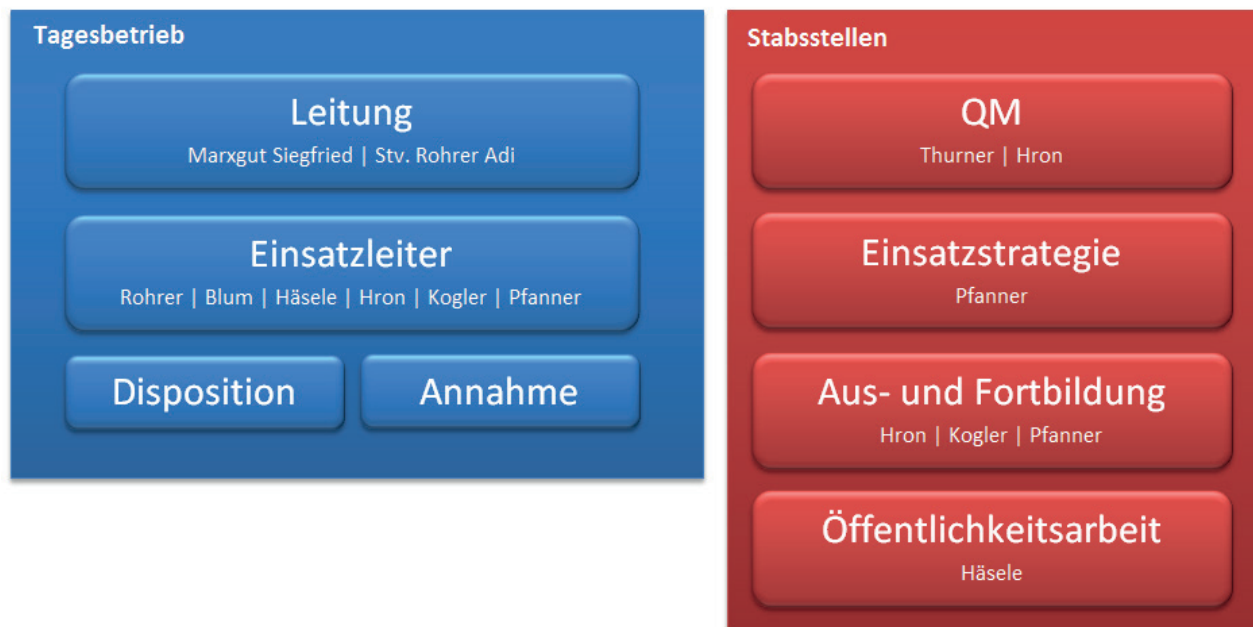 Tagesbetrieb
Leitung
Marxgut Siegfried | Stv. Rohrer Adi
Einsatzleiter
Rohrer | Blum | Häsele | Hron | Kogler | Pfanner
Disposition
Annahme
Stabsstellen
QM
Thurner | Hron
Einsatzstrategie
Pfanner
Aus- und Fortbildung
Hron | Kogler | Pfanner
Öffentlichkeitsarbeit
Häsele